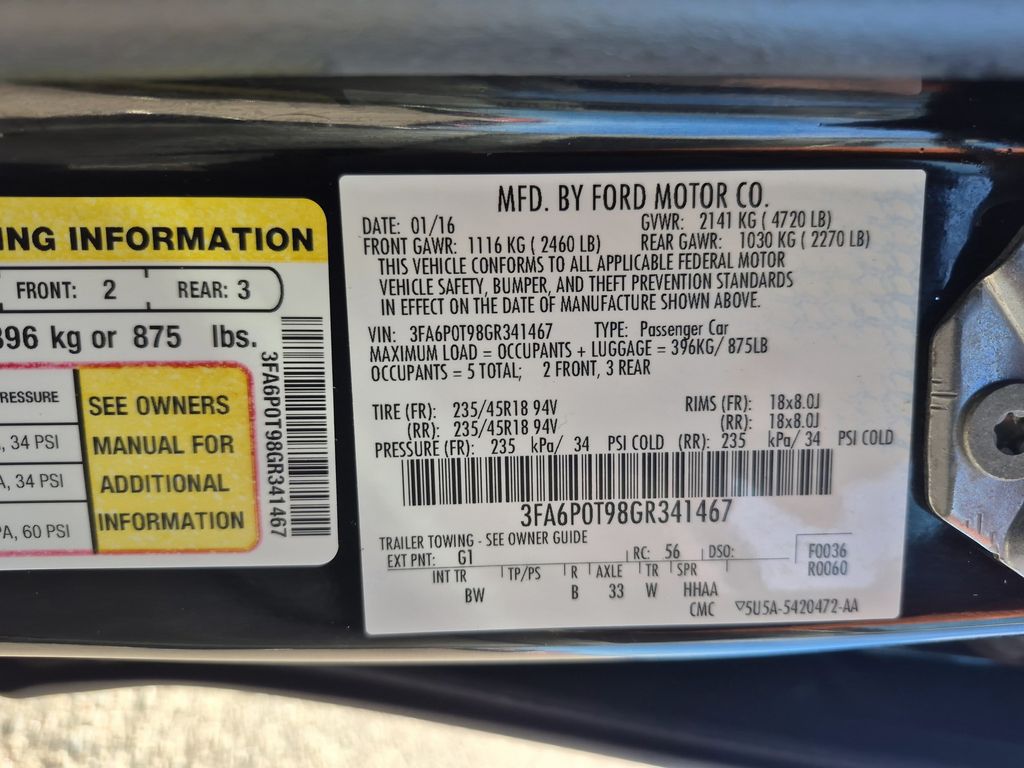 ING INFORMATION
FRONT: 2 REAR: 3
396 kg or 875 lbs.
RESSURE
, 34 PSI
A, 34 PSI
PA, 60 PSI
SEE OWNERS
MANUAL FOR
ADDITIONAL
INFORMATION
3FA6P0T98GR341467
MFD. BY FORD MOTOR CO.
DATE: 01/16 GVWR: 2141 KG ( 4720 LB)
FRONT GAWR: 1116 KG ( 2460 LB) REAR GAWR: 1030 KG ( 2270 LB)
THIS VEHICLE CONFORMS TO ALL APPLICABLE FEDERAL MOTOR
VEHICLE SAFETY, BUMPER, AND THEFT PREVENTION STANDARDS
IN EFFECT ON THE DATE OF MANUFACTURE SHOWN ABOVE.
VIN: 3FA6P0T98GR341467 TYPE: Passenger Car
MAXIMUM LOAD = OCCUPANTS + LUGGAGE = 396KG/ 875LB
OCCUPANTS = 5 TOTAL; 2 FRONT, 3 REAR
TIRE (FR): 235/45R18 94V RIMS (FR): 18x8.0J
(RR): 235/45R18 94V (RR): 18x8.0J
PRESSURE (FR): 235 kPa/ 34 PSI COLD (RR): 235 kPa/ 34 PSI COLD
3FA6P0T98GR341467
TRAILER TOWING - SEE OWNER GUIDE
EXT PNT: G1 RC: 56 DSO: F0036
R0060
INT TR TP/PS R AXLE TR SPR
BW B 33 W HHAA
CMC ▽5U5A-5420472-AA